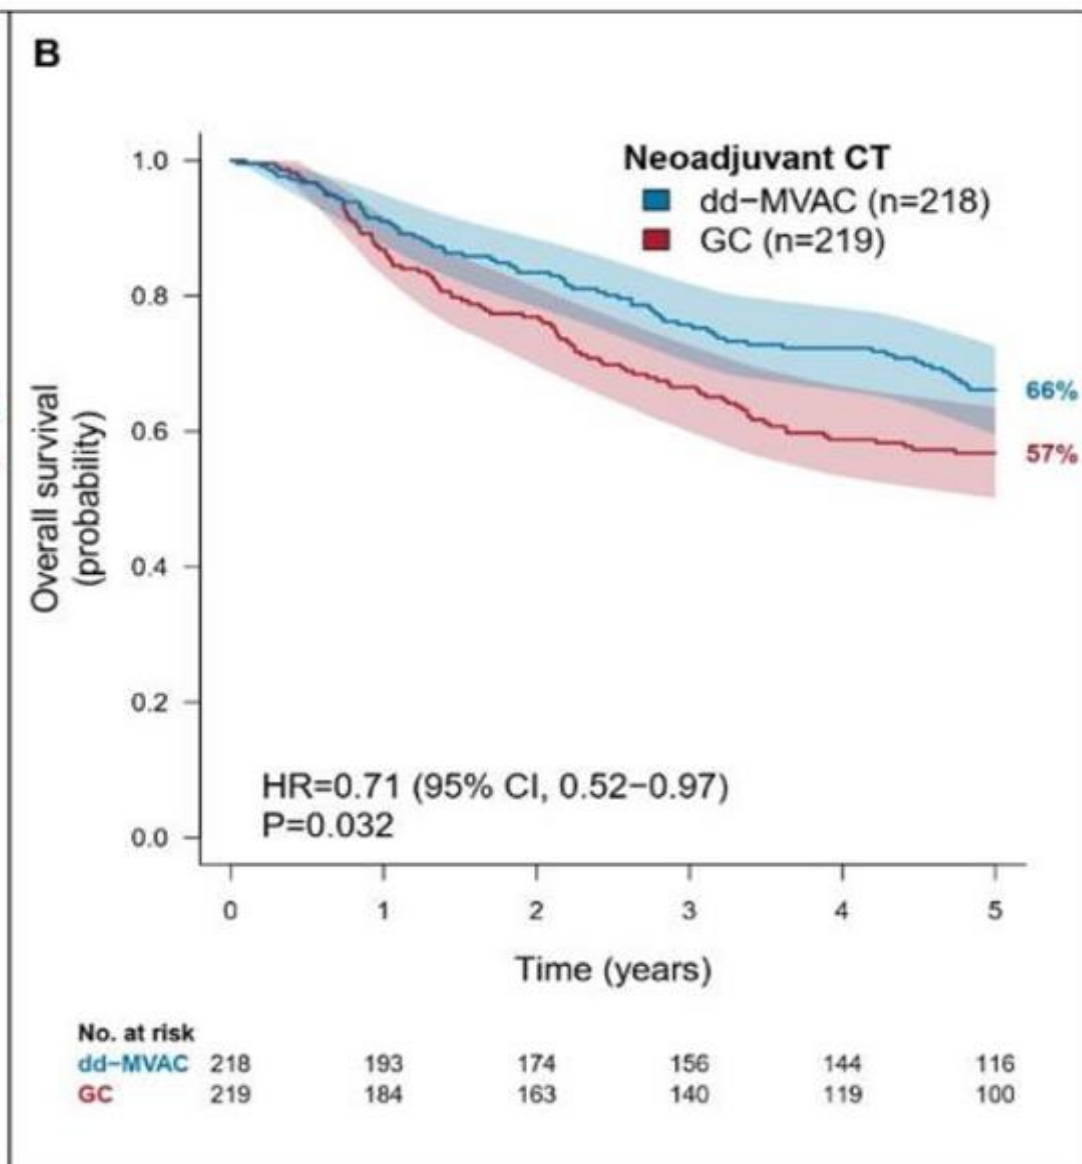 B
Neoadjuvant CT
dd−MVAC (n=218)
GC (n=219)
Overall survival
(probability)
1.0
0.8
0.6
0.4
0.2
0.0
66%
57%
HR=0.71 (95% CI, 0.52−0.97)
P=0.032
0 1 2 3 4 5
Time (years)
No. at risk
dd−MVAC 218 193 174 156 144 116
GC 219 184 163 140 119 100